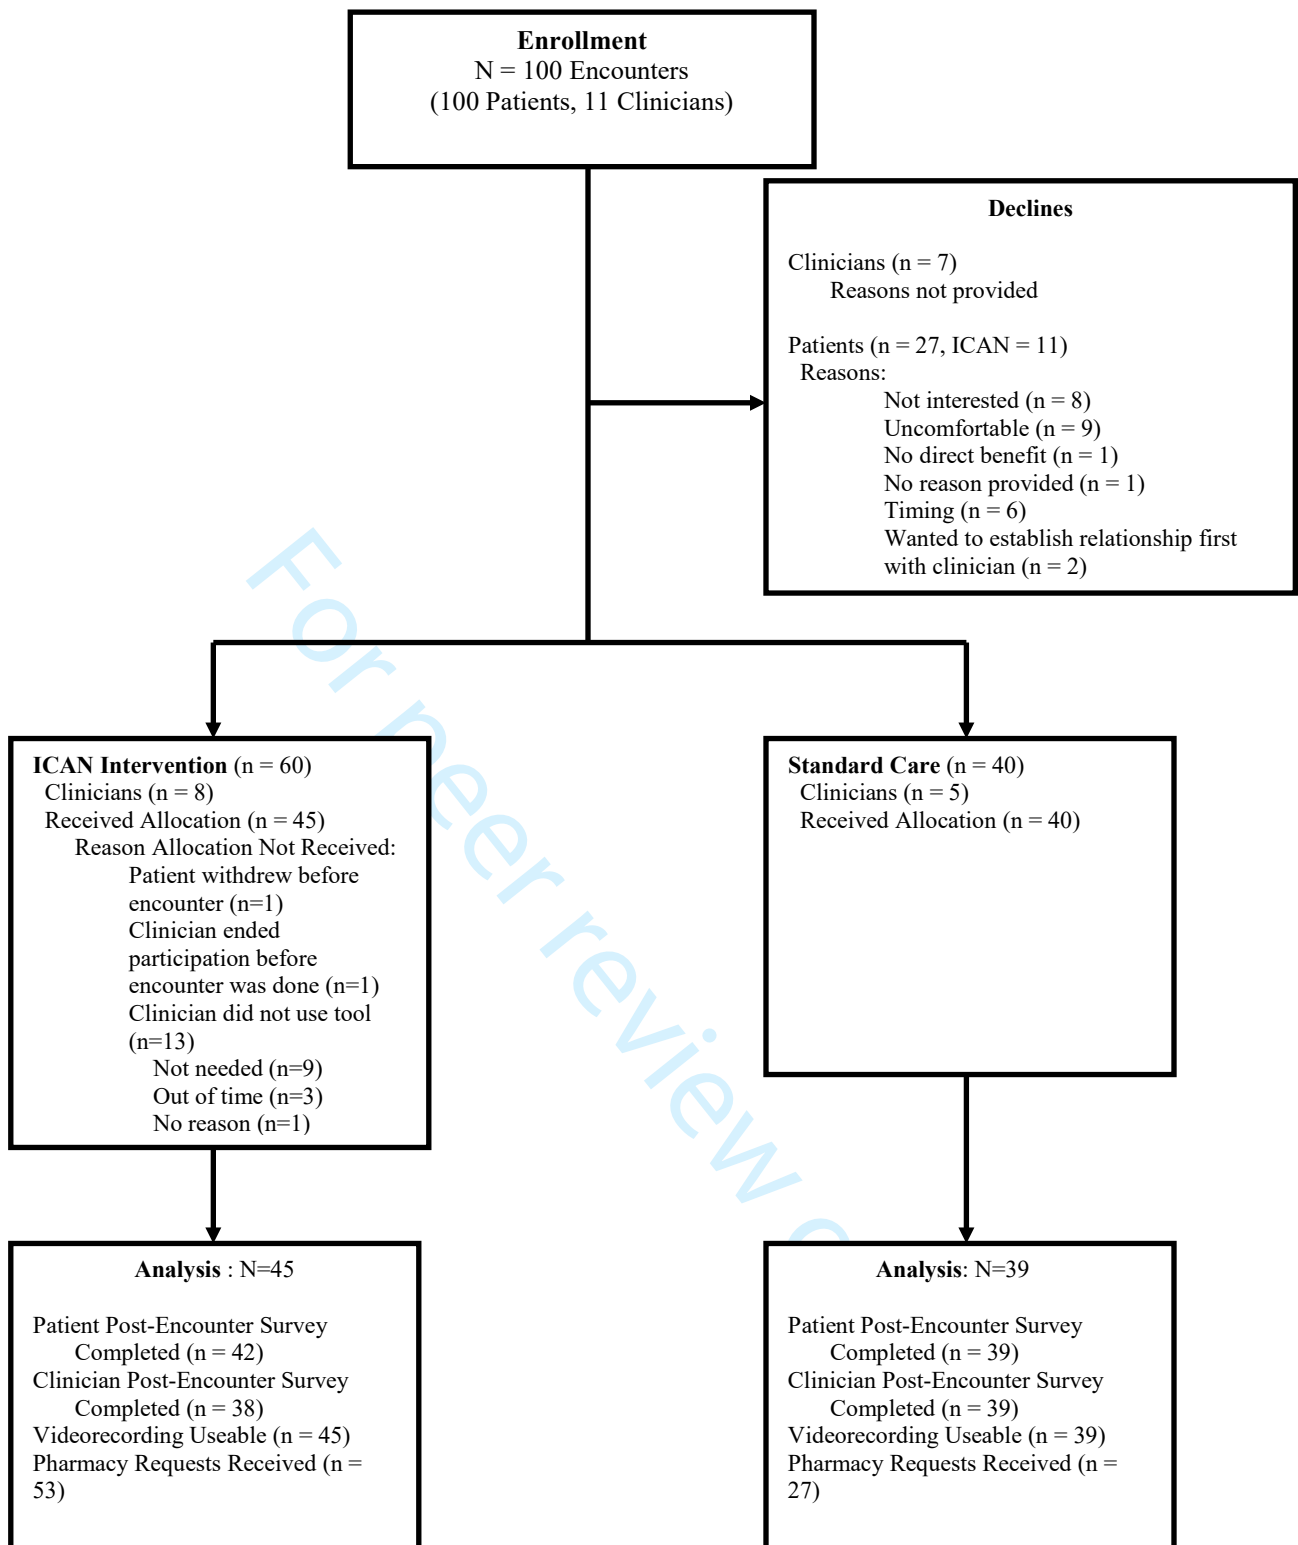 Enrollment
N = 100 Encounters
(100 Patients, 11 Clinicians)
Declines
Clinicians (n = 7)
Reasons not provided
Patients (n = 27, ICAN = 11)
Reasons:
Not interested (n = 8)
Uncomfortable (n = 9)
No direct benefit (n = 1)
No reason provided (n = 1)
Timing (n = 6)
Wanted to establish relationship first
with clinician (n = 2)
ICAN Intervention (n = 60)
Clinicians (n = 8)
Received Allocation (n = 45)
Reason Allocation Not Received:
Patient withdrew before
encounter (n=1)
Clinician ended
participation before
encounter was done (n=1)
Clinician did not use tool
(n=13)
Not needed (n=9)
Out of time (n=3)
No reason (n=1)
Standard Care (n = 40)
Clinicians (n = 5)
Received Allocation (n = 40)
Analysis : N=45
Patient Post-Encounter Survey
Completed (n = 42)
Clinician Post-Encounter Survey
Completed (n = 38)
Videorecording Useable (n = 45)
Pharmacy Requests Received (n =
53)
Analysis: N=39
Patient Post-Encounter Survey
Completed (n = 39)
Clinician Post-Encounter Survey
Completed (n = 39)
Videorecording Useable (n = 39)
Pharmacy Requests Received (n =
27)
For peer review